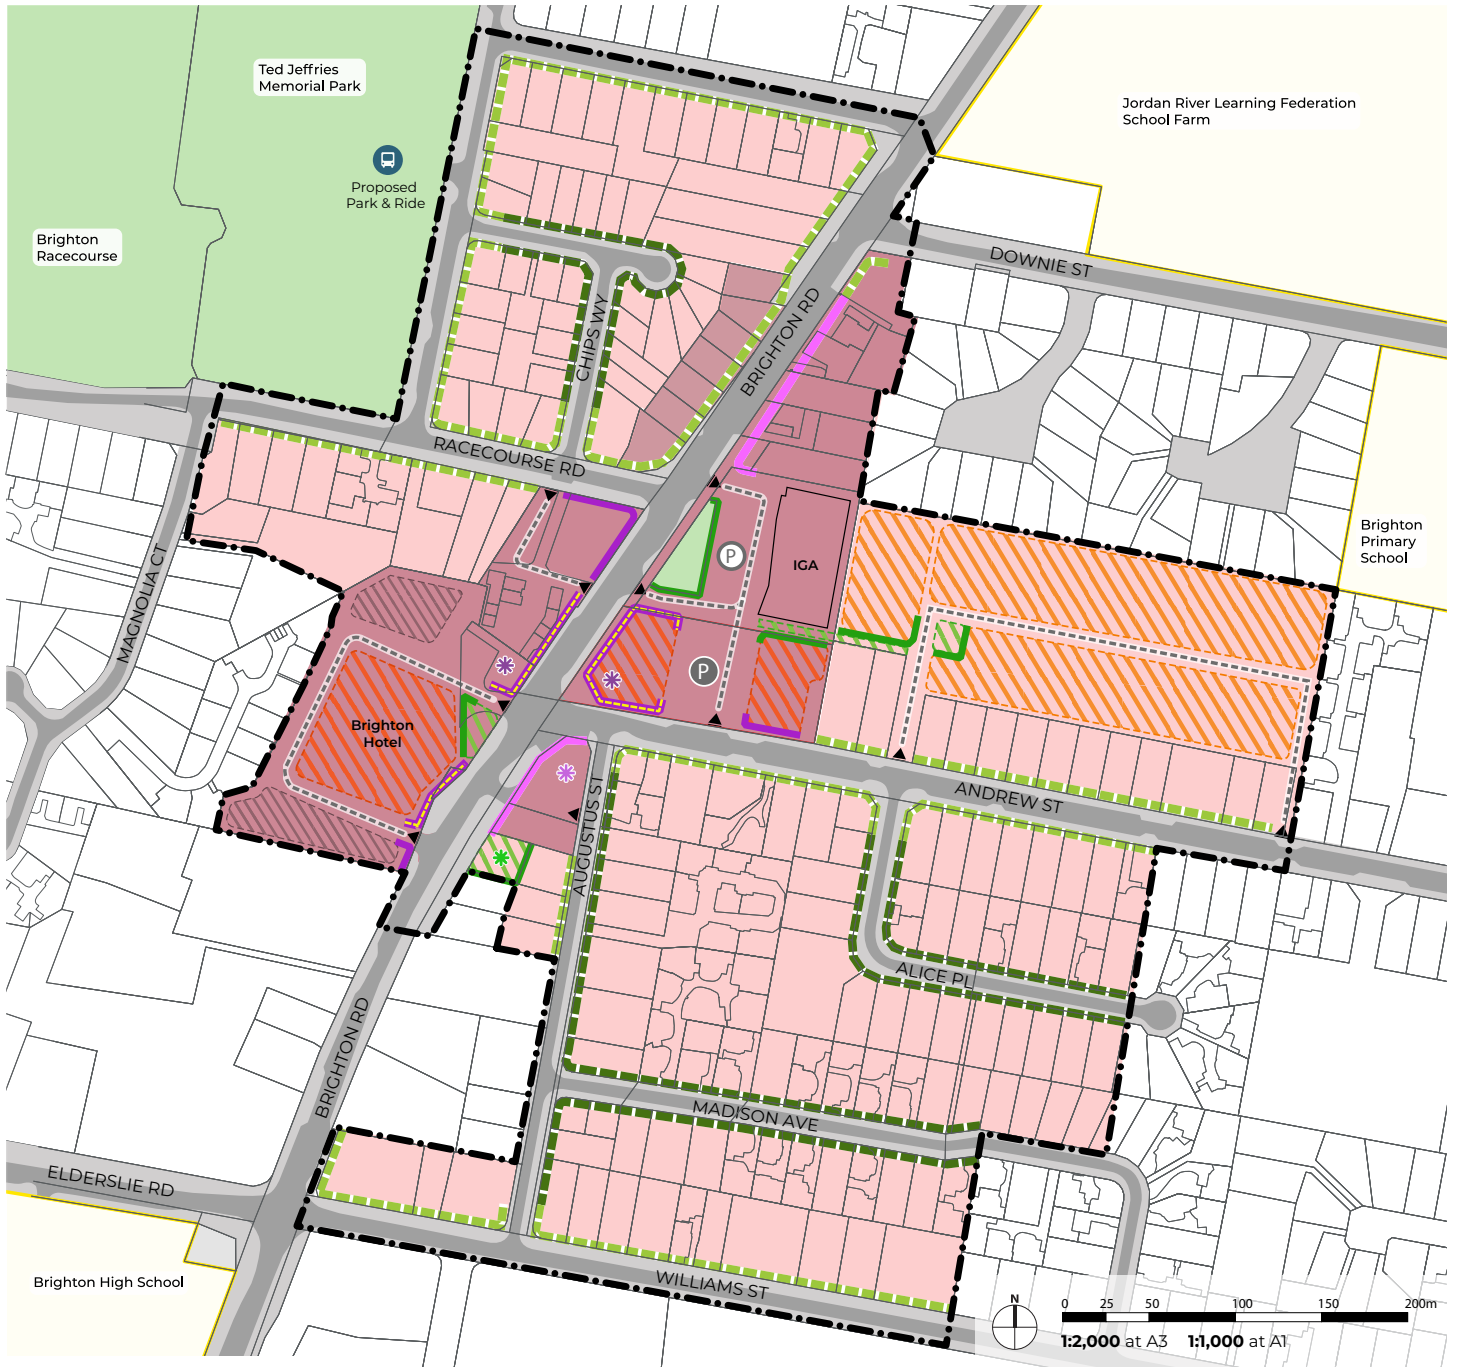 Ted Jeffries
Memorial Park
Jordan River Learning Federation
School Farm
Proposed
Park & Ride
Brighton
Racecourse
DOWNIE ST
CHIPS WY
BRIGHTON RD
RACECOURSE RD
Brighton
Primary
School
P
IGA
MAGNOLIA CT
P
Brighton
Hotel
ANDREW ST
AUGUSTUS ST
ALICE PL
BRIGHTON RD
MADISON AVE
ELDERSLIE RD
Brighton High School
WILLIAMS ST
N
0 25 50 100 150 200m
1:2,000 at A3 1:1,000 at A1